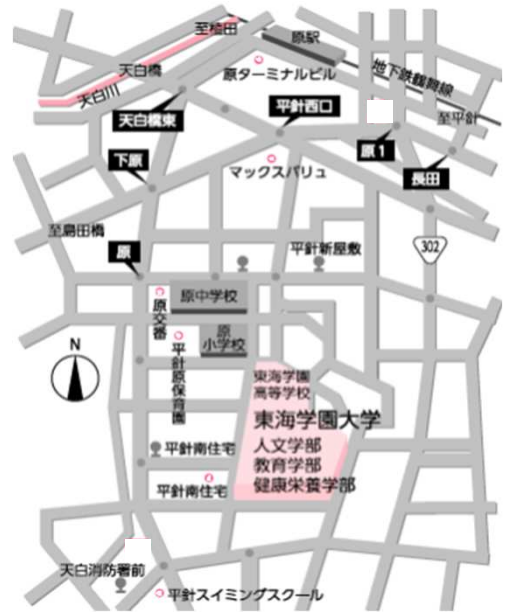 至植田
原駅
天白橋
原ターミナルビル
地下鉄鶴舞線
天白川
至平針
天白橋東
平針西口
原1
下原
マックスバリュ
長田
至島田橋
原
平針新屋敷
302
原中学校
原交番
原
小学校
N
平針原保育園
東海学園
高等学校
東海学園大学
人文学部
教育学部
健康栄養学部
平針南住宅
平針南住宅
天白消防署前
平針スイミングスクール